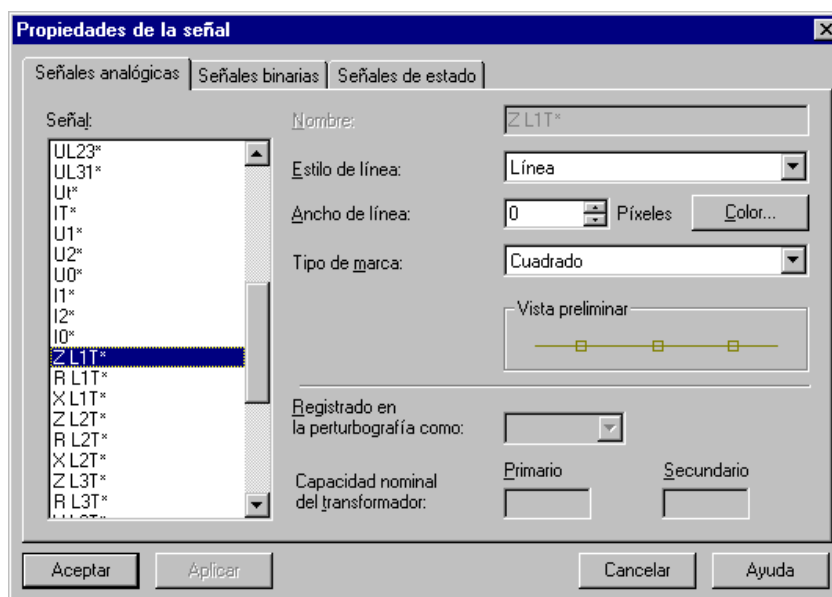 Propiedades de la señal
Señales analógicas
Señales binarias
Señales de estado
Señal:
UL23*
UL31*
Ut*
IT*
U1*
U2*
U0*
I1*
I2*
I0*
Z L1T*
R L1T*
X L1T*
Z L2T*
R L2T*
X L2T*
Z L3T*
R L3T*
Nombre:
Z L1T*
Estilo de línea:
Línea
Ancho de línea:
0
Píxeles
Color...
Tipo de marca:
Cuadrado
Vista preliminar
Registrado en
la perturbografía como:
Capacidad nominal
del transformador:
Primario
Secundario
Aceptar
Aplicar
Cancelar
Ayuda